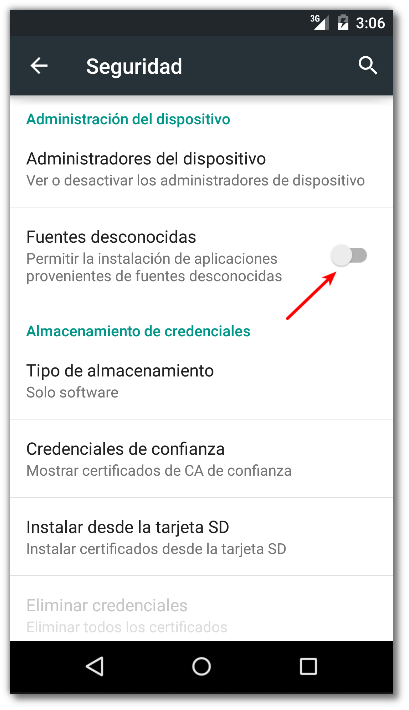 3G 3:06
Seguridad
Administración del dispositivo
Administradores del dispositivo
Ver o desactivar los administradores de dispositivo
Fuentes desconocidas
Permitir la instalación de aplicaciones
provenientes de fuentes desconocidas
Almacenamiento de credenciales
Tipo de almacenamiento
Solo software
Credenciales de confianza
Mostrar certificados de CA de confianza
Instalar desde la tarjeta SD
Instalar certificados desde la tarjeta SD
Eliminar credenciales
Eliminar todos los certificados